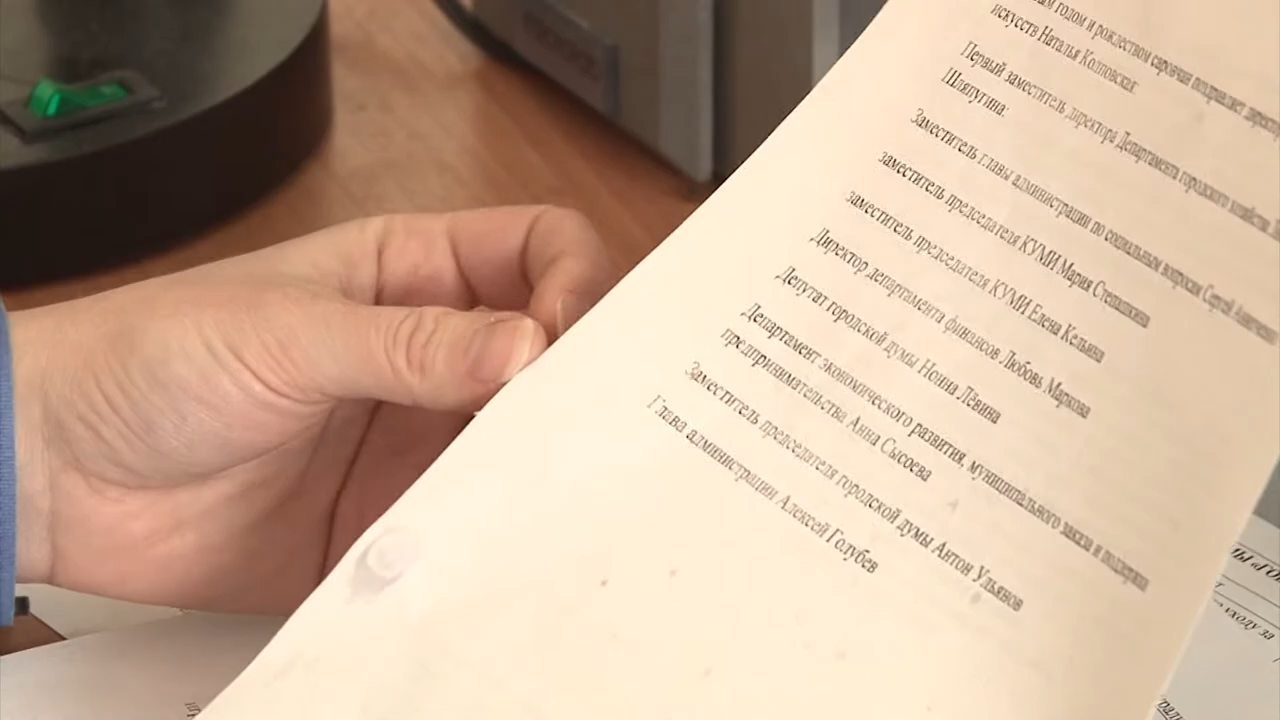 годом и рождеством саровчан поздравляет
искусств Наталья Колповская:
Первый заместитель директора Департамента городского хозяйства
Шляпугина:
Заместитель главы администрации по социальным вопросам Сергей
заместитель председателя КУМИ Мария Степашкина
заместитель председателя КУМИ Елена Кельина
Директор департамента финансов Любовь Маркова
Депутат городской думы Нонна Лёвина
Департамент экономического развития, муниципального заказа и поддержки
предпринимательства Анна Сысоева
Заместитель председателя городской думы Антон Ульянов
Глава администрации Алексей Голубев
уходу за